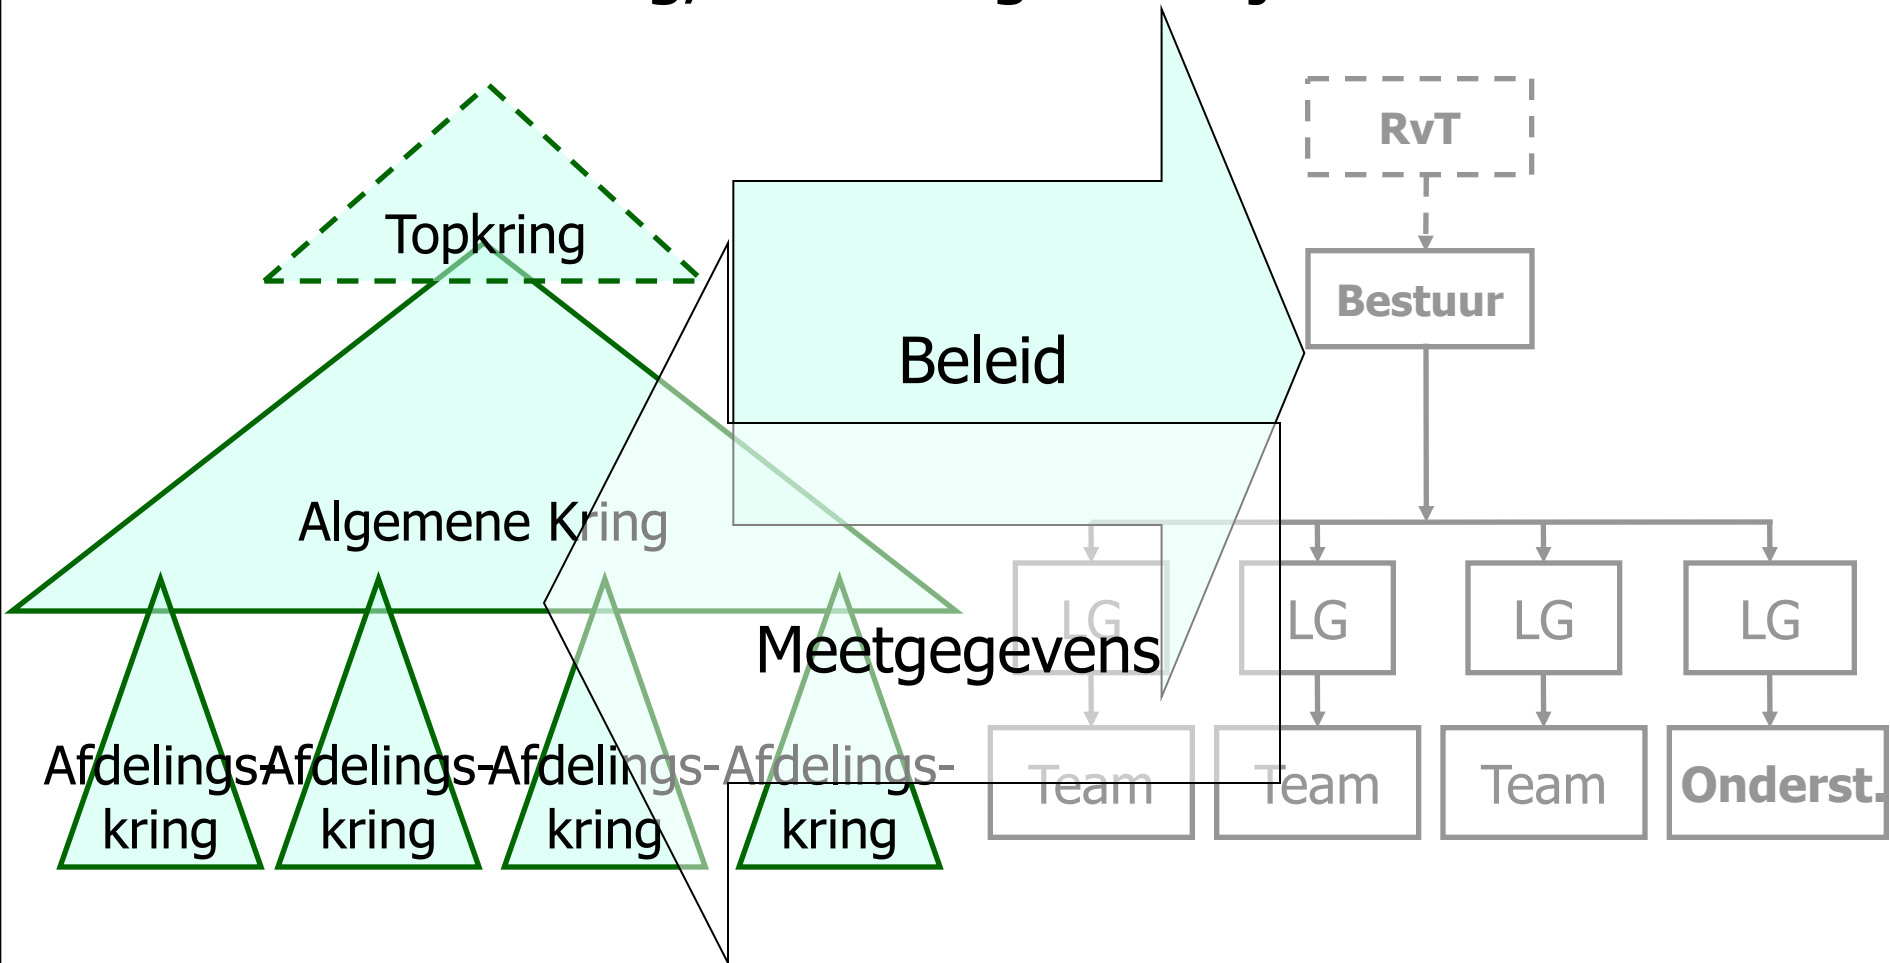 Topkring
RvT
Bestuur
Beleid
Algemene Kring
Meetgegevens
LG
LG
LG
LG
Afdelings-
kring
Afdelings-
kring
Afdelings-
kring
Afdelings-
kring
Team
Team
Team
Onderst.